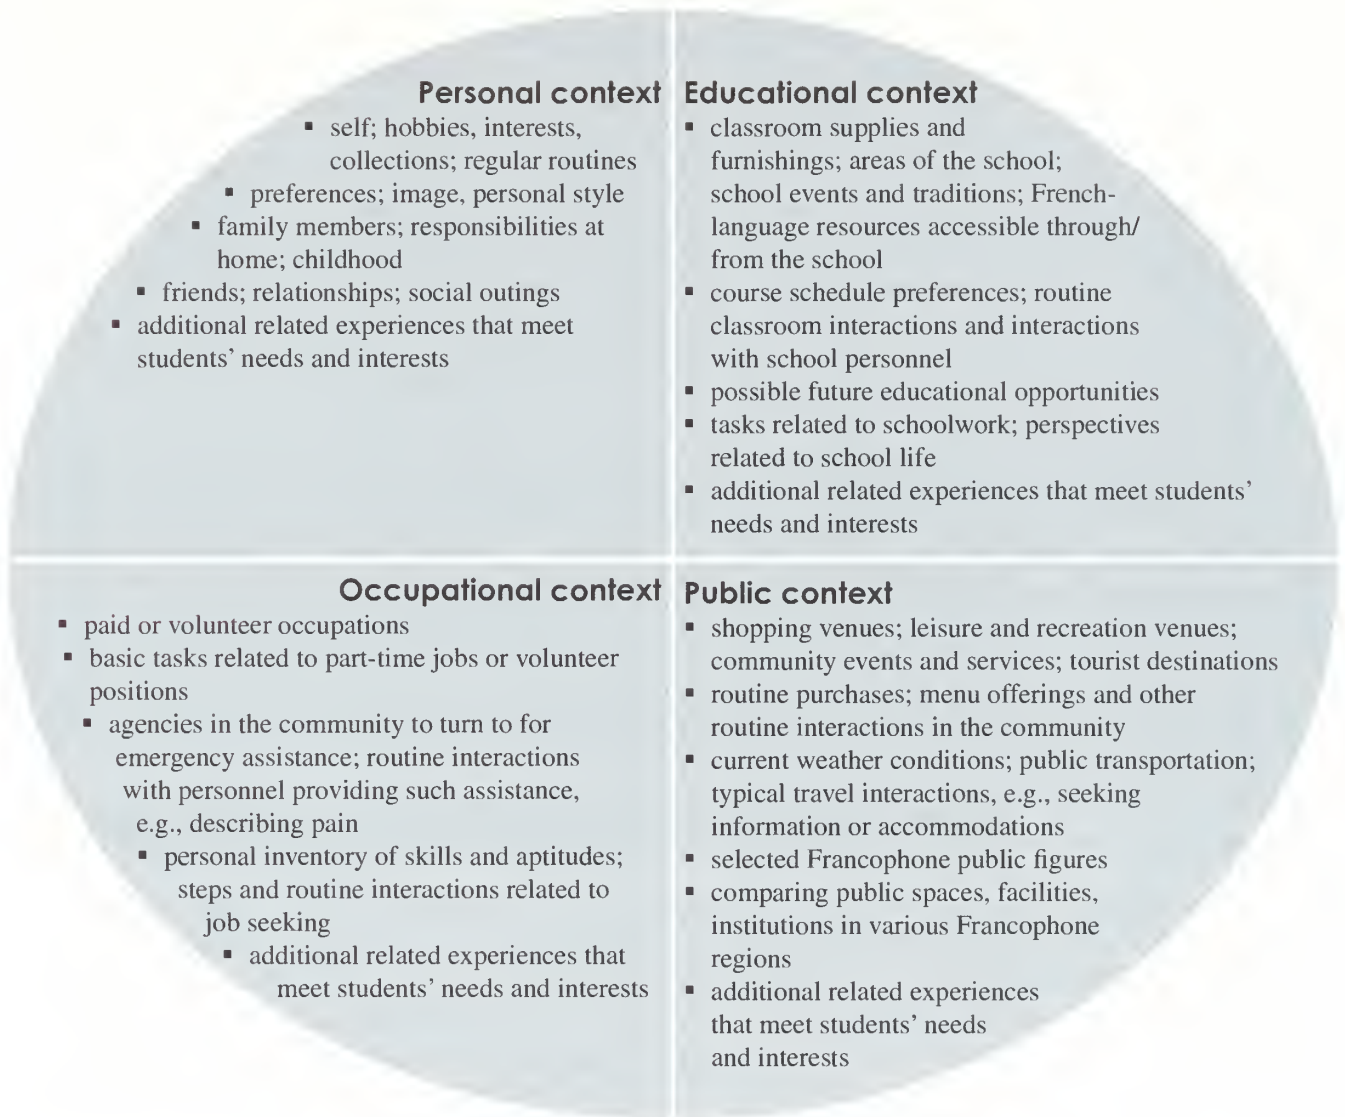 Personal context
▪ self; hobbies, interests,
collections; regular routines
▪ preferences; image, personal style
▪ family members; responsibilities at
home; childhood
▪ friends; relationships; social outings
▪ additional related experiences that meet
students' needs and interests
Educational context
▪ classroom supplies and
furnishings; areas of the school;
school events and traditions; French-
language resources accessible through/
from the school
▪ course schedule preferences; routine
classroom interactions and interactions
with school personnel
▪ possible future educational opportunities
▪ tasks related to schoolwork; perspectives
related to school life
▪ additional related experiences that meet students'
needs and interests
Occupational context
▪ paid or volunteer occupations
▪ basic tasks related to part-time jobs or volunteer
positions
▪ agencies in the community to turn to for
emergency assistance; routine interactions
with personnel providing such assistance,
e.g., describing pain
▪ personal inventory of skills and aptitudes;
steps and routine interactions related to
job seeking
▪ additional related experiences that
meet students' needs and interests
Public context
▪ shopping venues; leisure and recreation venues;
community events and services; tourist destinations
▪ routine purchases; menu offerings and other
routine interactions in the community
▪ current weather conditions; public transportation;
typical travel interactions, e.g., seeking
information or accommodations
▪ selected Francophone public figures
▪ comparing public spaces, facilities,
institutions in various Francophone
regions
▪ additional related experiences
that meet students' needs
and interests